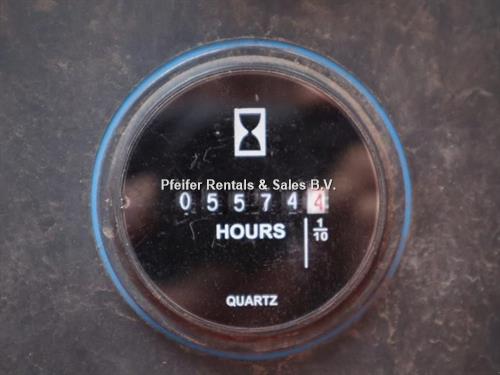 Pfeifer Rentals & Sales B.V.
0 5 5 7 4 4
HOURS
1/10
QUARTZ